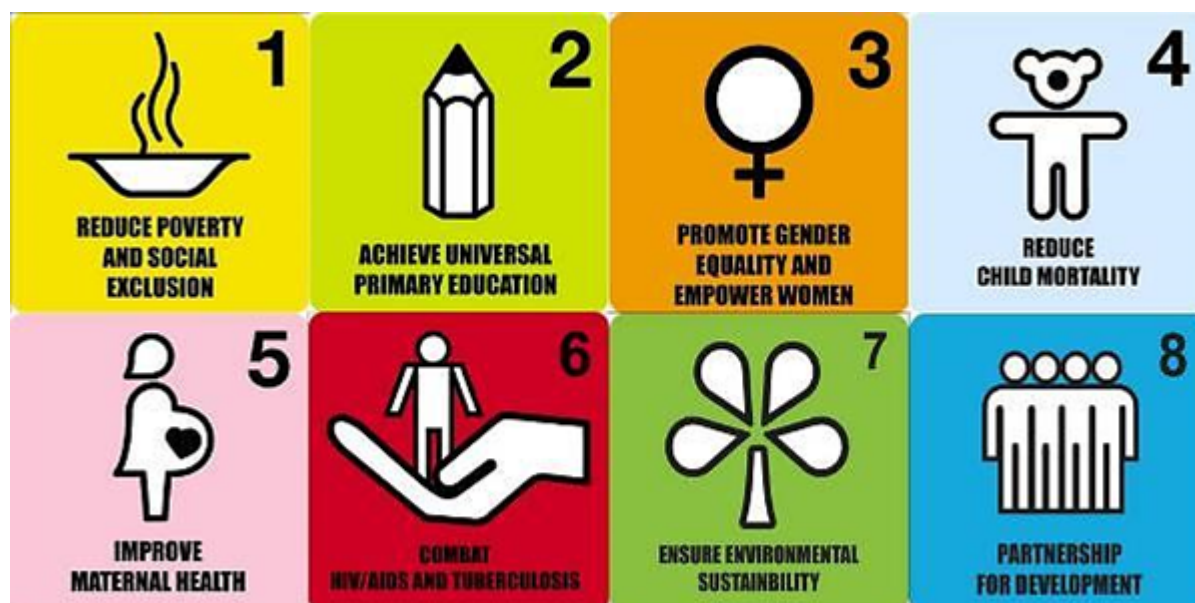 1
REDUCE POVERTY
AND SOCIAL
EXCLUSION
2
ACHIEVE UNIVERSAL
PRIMARY EDUCATION
3
PROMOTE GENDER
EQUALITY AND
EMPOWER WOMEN
4
REDUCE
CHILD MORTALITY
5
IMPROVE
MATERNAL HEALTH
6
COMBAT
HIV/AIDS AND TUBERCULOSIS
7
ENSURE ENVIRONMENTAL
SUSTAINBILITY
8
PARTNERSHIP
FOR DEVELOPMENT